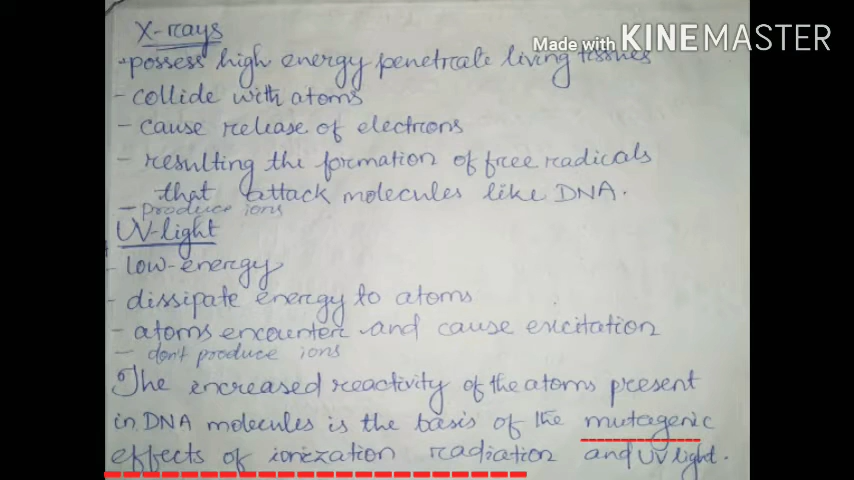 X-rays
Made with KINEMASTER
- possess high energy penetrate living tissues
- collide with atoms
- cause release of electrons
- resulting the formation of free radicals
that attack molecules like DNA.
- produce ions
UV-light
- low-energy
- dissipate energy to atoms
- atoms encounter and cause excitation
- don't produce ions
The increased reactivity of the atoms present
in DNA molecules is the basis of the mutagenic
effects of ionization radiation and UV light.